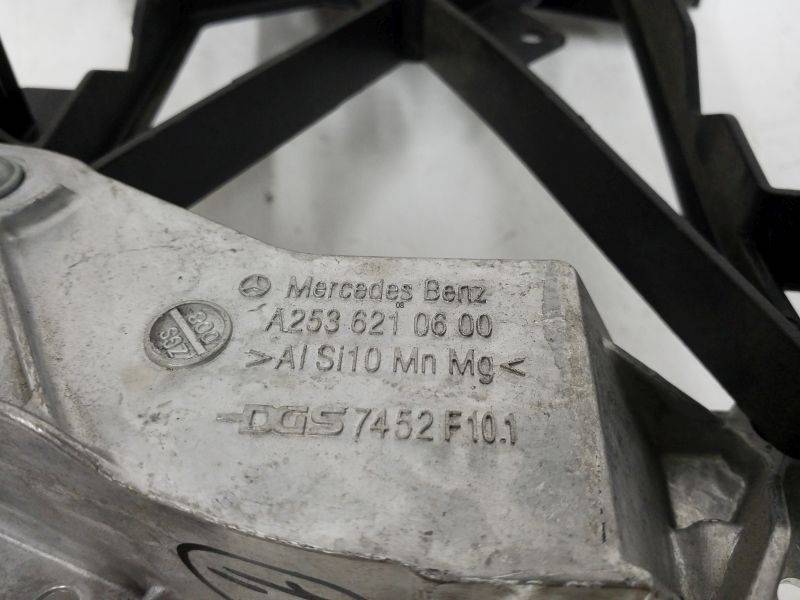 Mercedes Benz
A253 621 06 00
>Al Si10 Mn Mg<
DGS 7452 F10.1